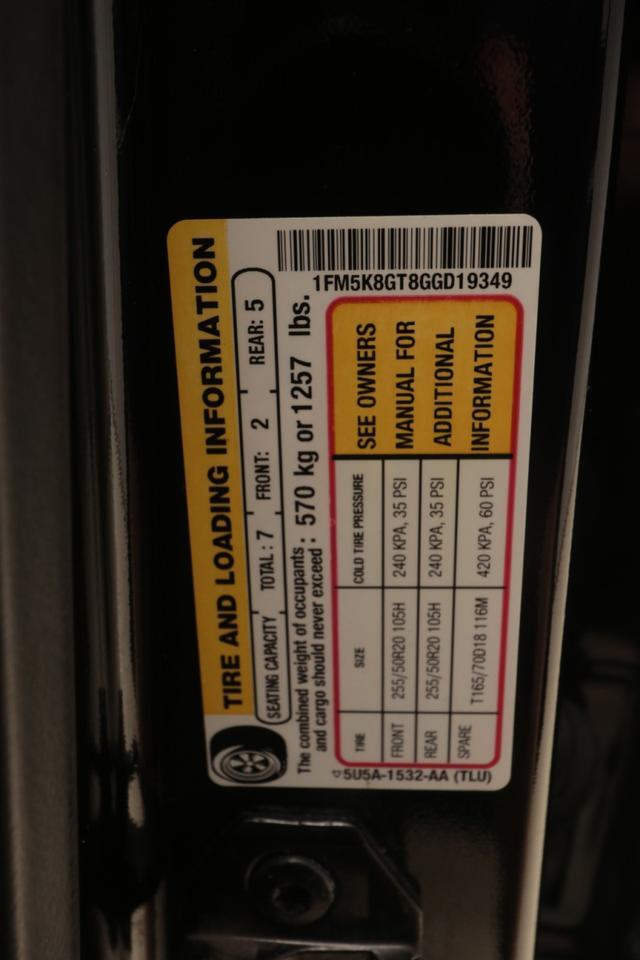 TIRE AND LOADING INFORMATION
SEATING CAPACITY TOTAL: 7 FRONT: 2 REAR: 5
The combined weight of occupants and cargo should never exceed: 570 kg or 1257 lbs.
TIRE SIZE COLD TIRE PRESSURE
FRONT 255/50R20 105H 240 KPA, 35 PSI
REAR 255/50R20 105H 240 KPA, 35 PSI
SPARE T165/70D18 116M 420 KPA, 60 PSI
SEE OWNERS
MANUAL FOR
ADDITIONAL
INFORMATION
1FM5K8GT8GGD19349
5U5A-1532-AA (TLU)